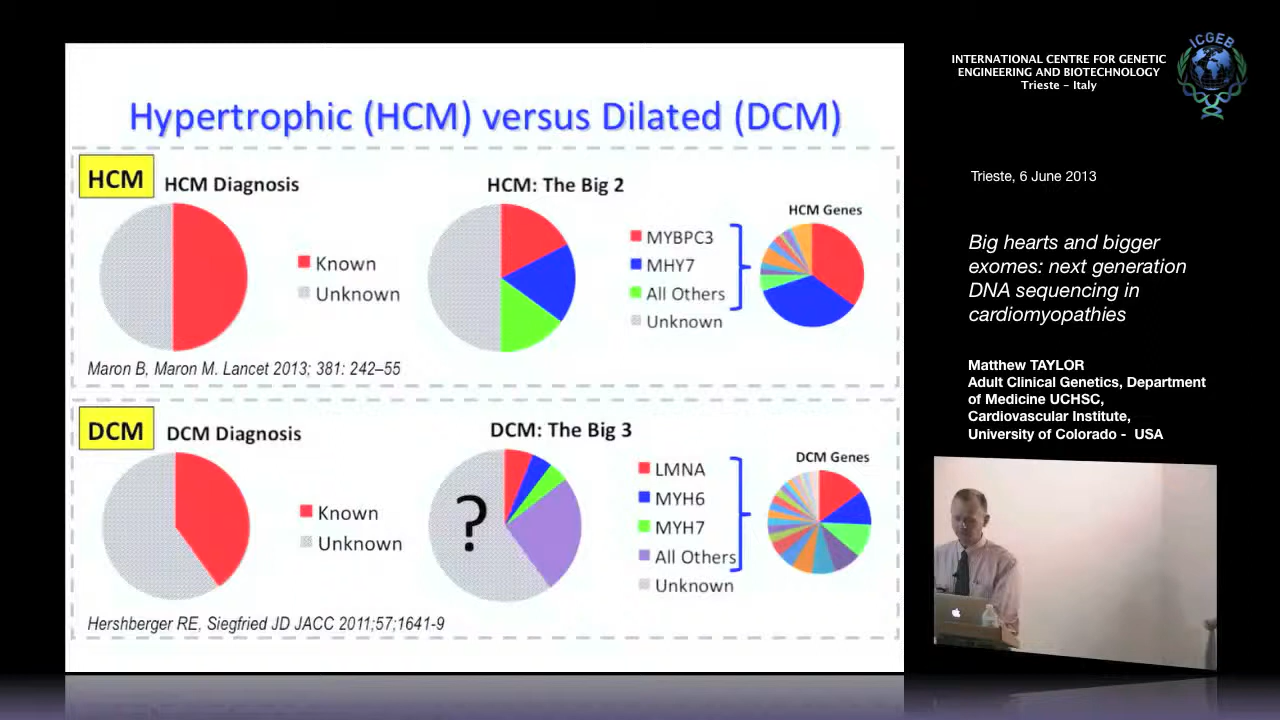 Hypertrophic (HCM) versus Dilated (DCM)
HCM
HCM Diagnosis
Known
Unknown
HCM: The Big 2
MYBPC3
MHY7
All Others
Unknown
HCM Genes
Maron B, Maron M. Lancet 2013; 381: 242–55
DCM
DCM Diagnosis
Known
Unknown
DCM: The Big 3
?
LMNA
MYH6
MYH7
All Others
Unknown
DCM Genes
Hershberger RE, Siegfried JD JACC 2011;57;1641-9
INTERNATIONAL CENTRE FOR GENETIC
ENGINEERING AND BIOTECHNOLOGY
Trieste - Italy
ICGEB
Trieste, 6 June 2013
Big hearts and bigger
exomes: next generation
DNA sequencing in
cardiomyopathies
Matthew TAYLOR
Adult Clinical Genetics, Department
of Medicine UCHSC,
Cardiovascular Institute,
University of Colorado - USA